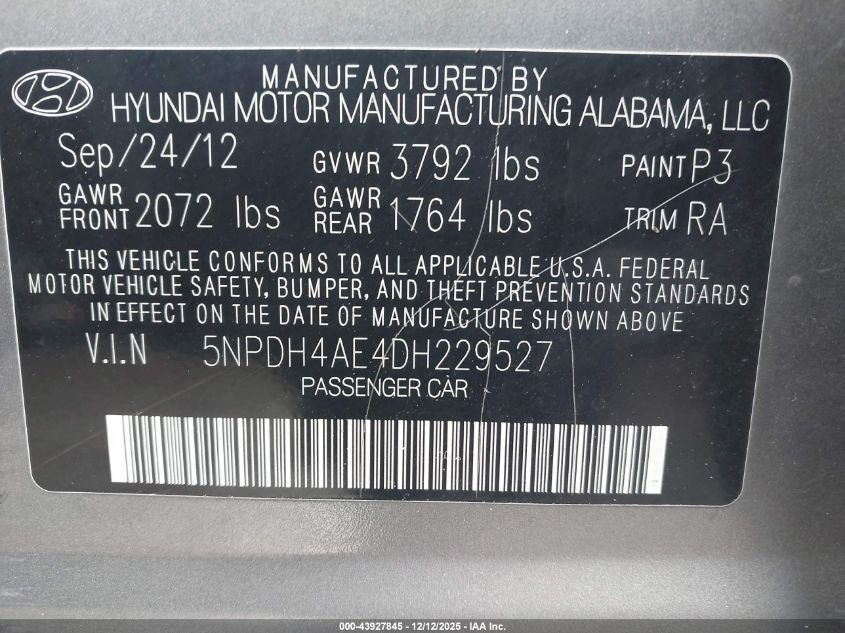 MANUFACTURED BY
HYUNDAI MOTOR MANUFACTURING ALABAMA, LLC
Sep/24/12 GVWR 3792 lbs PAINT P3
GAWR FRONT 2072 lbs GAWR REAR 1764 lbs TRIM RA
THIS VEHICLE CONFORMS TO ALL APPLICABLE U.S.A. FEDERAL
MOTOR VEHICLE SAFETY, BUMPER, AND THEFT PREVENTION STANDARDS
IN EFFECT ON THE DATE OF MANUFACTURE SHOWN ABOVE
V.I.N 5NPDH4AE4DH229527
PASSENGER CAR
000-43927845 - 12/12/2025 - IAA Inc.